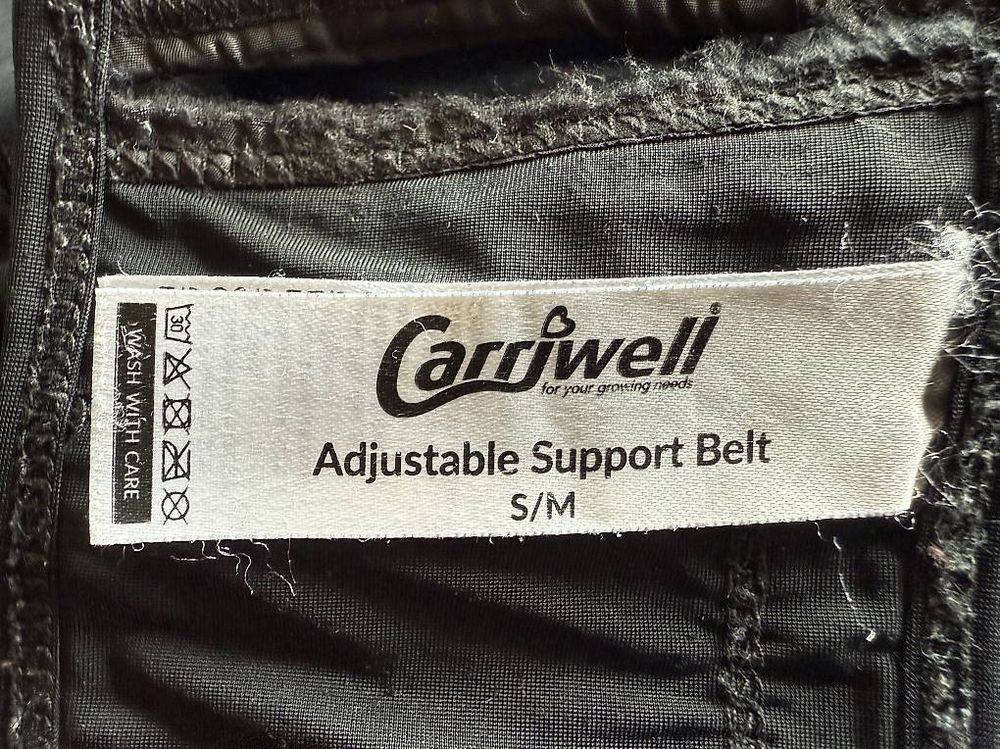 Carriwell®
for your growing needs
Adjustable Support Belt
S/M
WASH WITH CARE
30